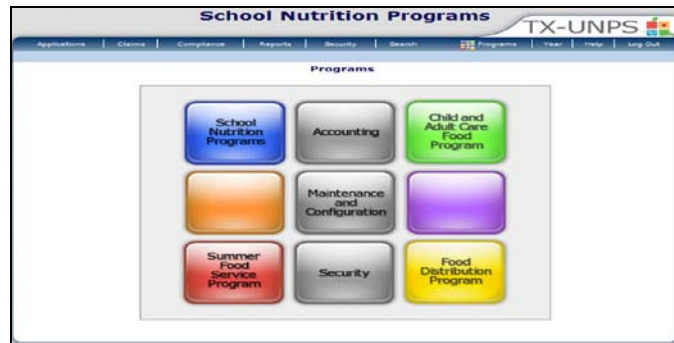 School Nutrition Programs
TX-UNPS
Applications | Claims | Compliance | Reports | Security | Search Programs | Year | Help | Log Out
Programs
School
Nutrition
Programs
Accounting
Child and
Adult Care
Food
Program
Maintenance
and
Configuration
Summer
Food
Service
Program
Security
Food
Distribution
Program